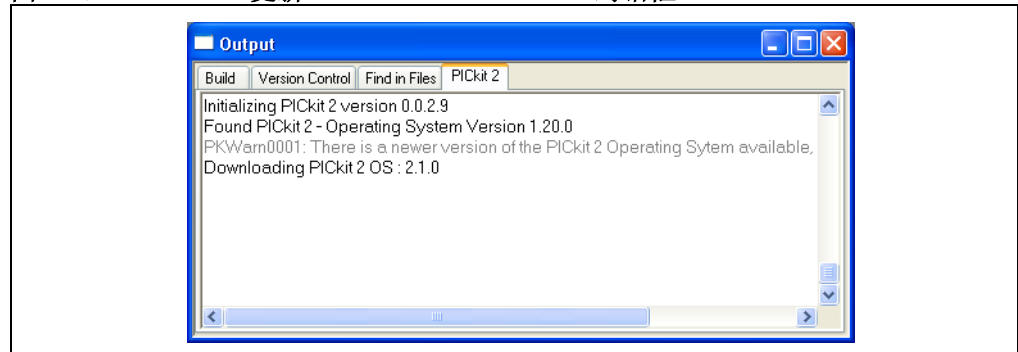 Output
Build Version Control Find in Files PICkit 2
Initializing PICkit 2 version 0.0.2.9
Found PICkit 2 - Operating System Version 1.20.0
PKWarn0001: There is a newer version of the PICkit 2 Operating Sytem available,
Downloading PICkit 2 OS : 2.1.0